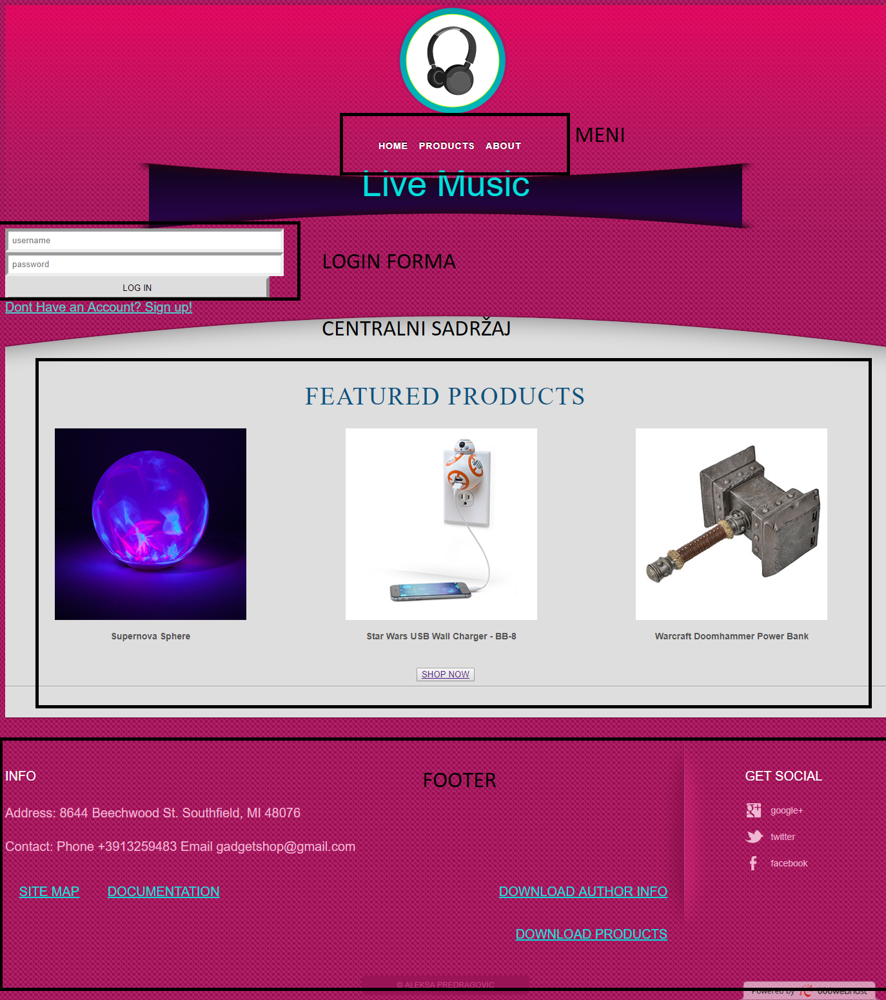 HOME PRODUCTS ABOUT
MENI
Live Music
username
password
LOG IN
LOGIN FORMA
Dont Have an Account? Sign up!
CENTRALNI SADRŽAJ
FEATURED PRODUCTS
Supernova Sphere
Star Wars USB Wall Charger - BB-8
Warcraft Doomhammer Power Bank
SHOP NOW
INFO
FOOTER
GET SOCIAL
Address: 8644 Beechwood St. Southfield, MI 48076
google+
Contact: Phone +3913259483 Email gadgetshop@gmail.com
twitter
facebook
SITE MAP DOCUMENTATION
DOWNLOAD AUTHOR INFO
DOWNLOAD PRODUCTS
© ALEKSA PREDRAGOVIC
Powered by 000webhost